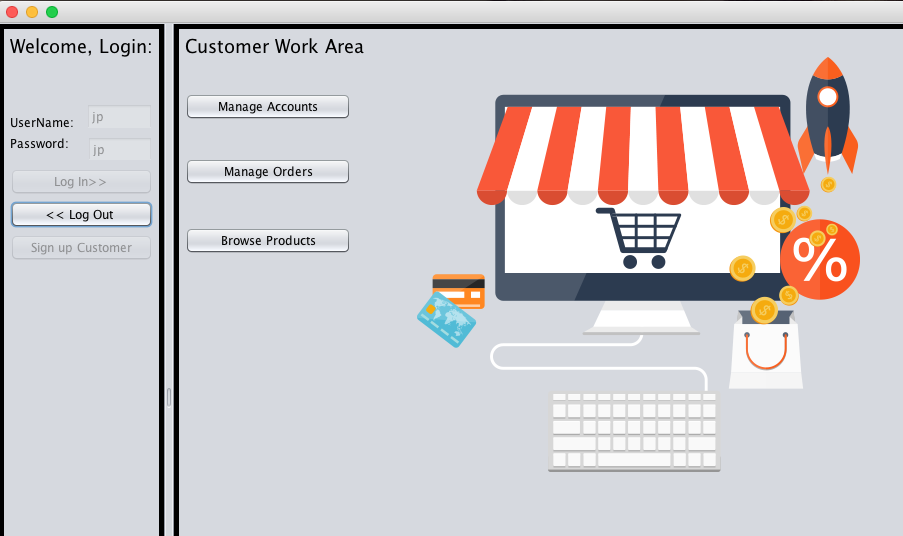 Welcome, Login:
UserName:
jp
Password:
jp
Log In>>
<< Log Out
Sign up Customer
Customer Work Area
Manage Accounts
Manage Orders
Browse Products
%